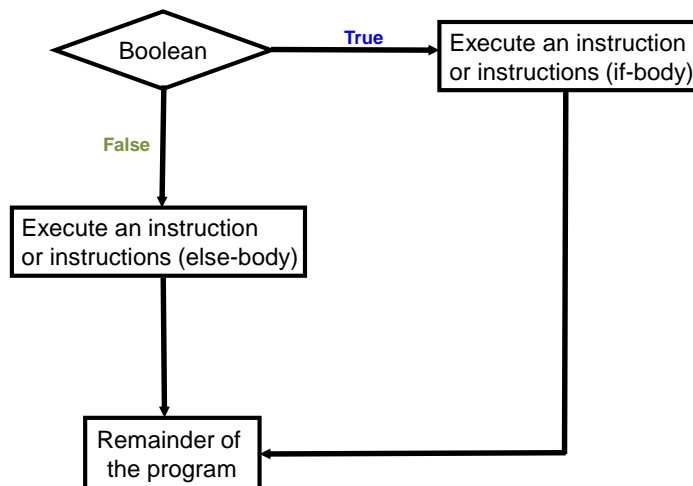 Boolean
True
Execute an instruction
or instructions (if-body)
False
Execute an instruction
or instructions (else-body)
Remainder of
the program